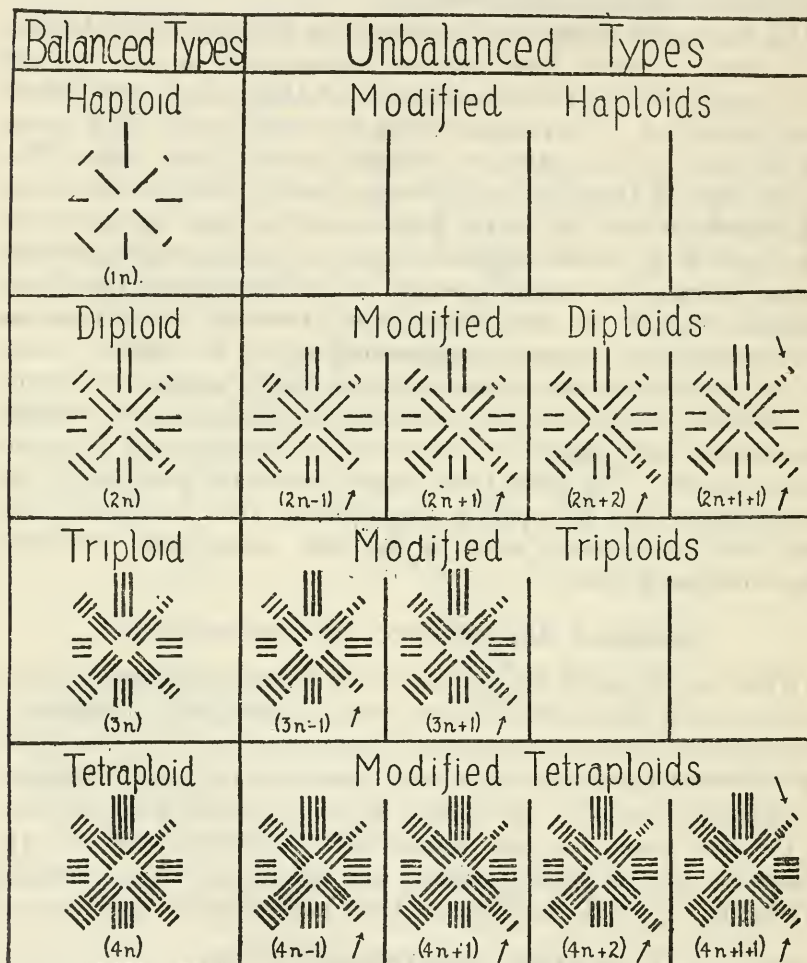 Balanced Types Unbalanced Types
Haploid Modified Haploids
(1n).
Diploid Modified Diploids
(2n) (2n-1) (2n+1) (2n+2) (2n+1+1)
Triploid Modified Triploids
(3n) (3n-1) (3n+1)
Tetraploid Modified Tetraploids
(4n) (4n-1) (4n+1) (4n+2) (4n+1+1)